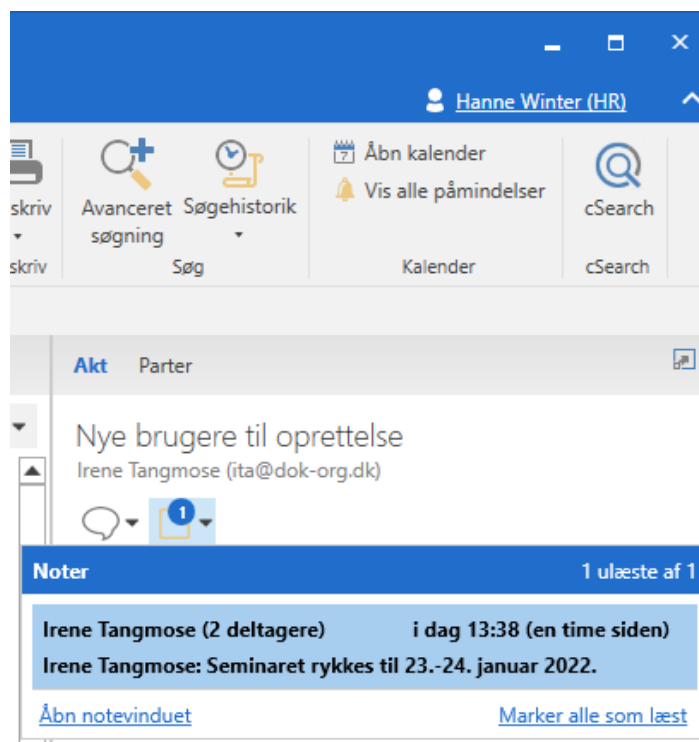 Hanne Winter (HR)
skriv
Avanceret
søgning
Søgehistorik
7 Åbn kalender
Vis alle påmindelser
cSearch
skriv
Søg
Kalender
cSearch
Akt Parter
Nye brugere til oprettelse
Irene Tangmose (ita@dok-org.dk)
1
Noter 1 ulæste af 1
Irene Tangmose (2 deltagere) i dag 13:38 (en time siden)
Irene Tangmose: Seminaret rykkes til 23.-24. januar 2022.
Åbn notevinduet Marker alle som læst